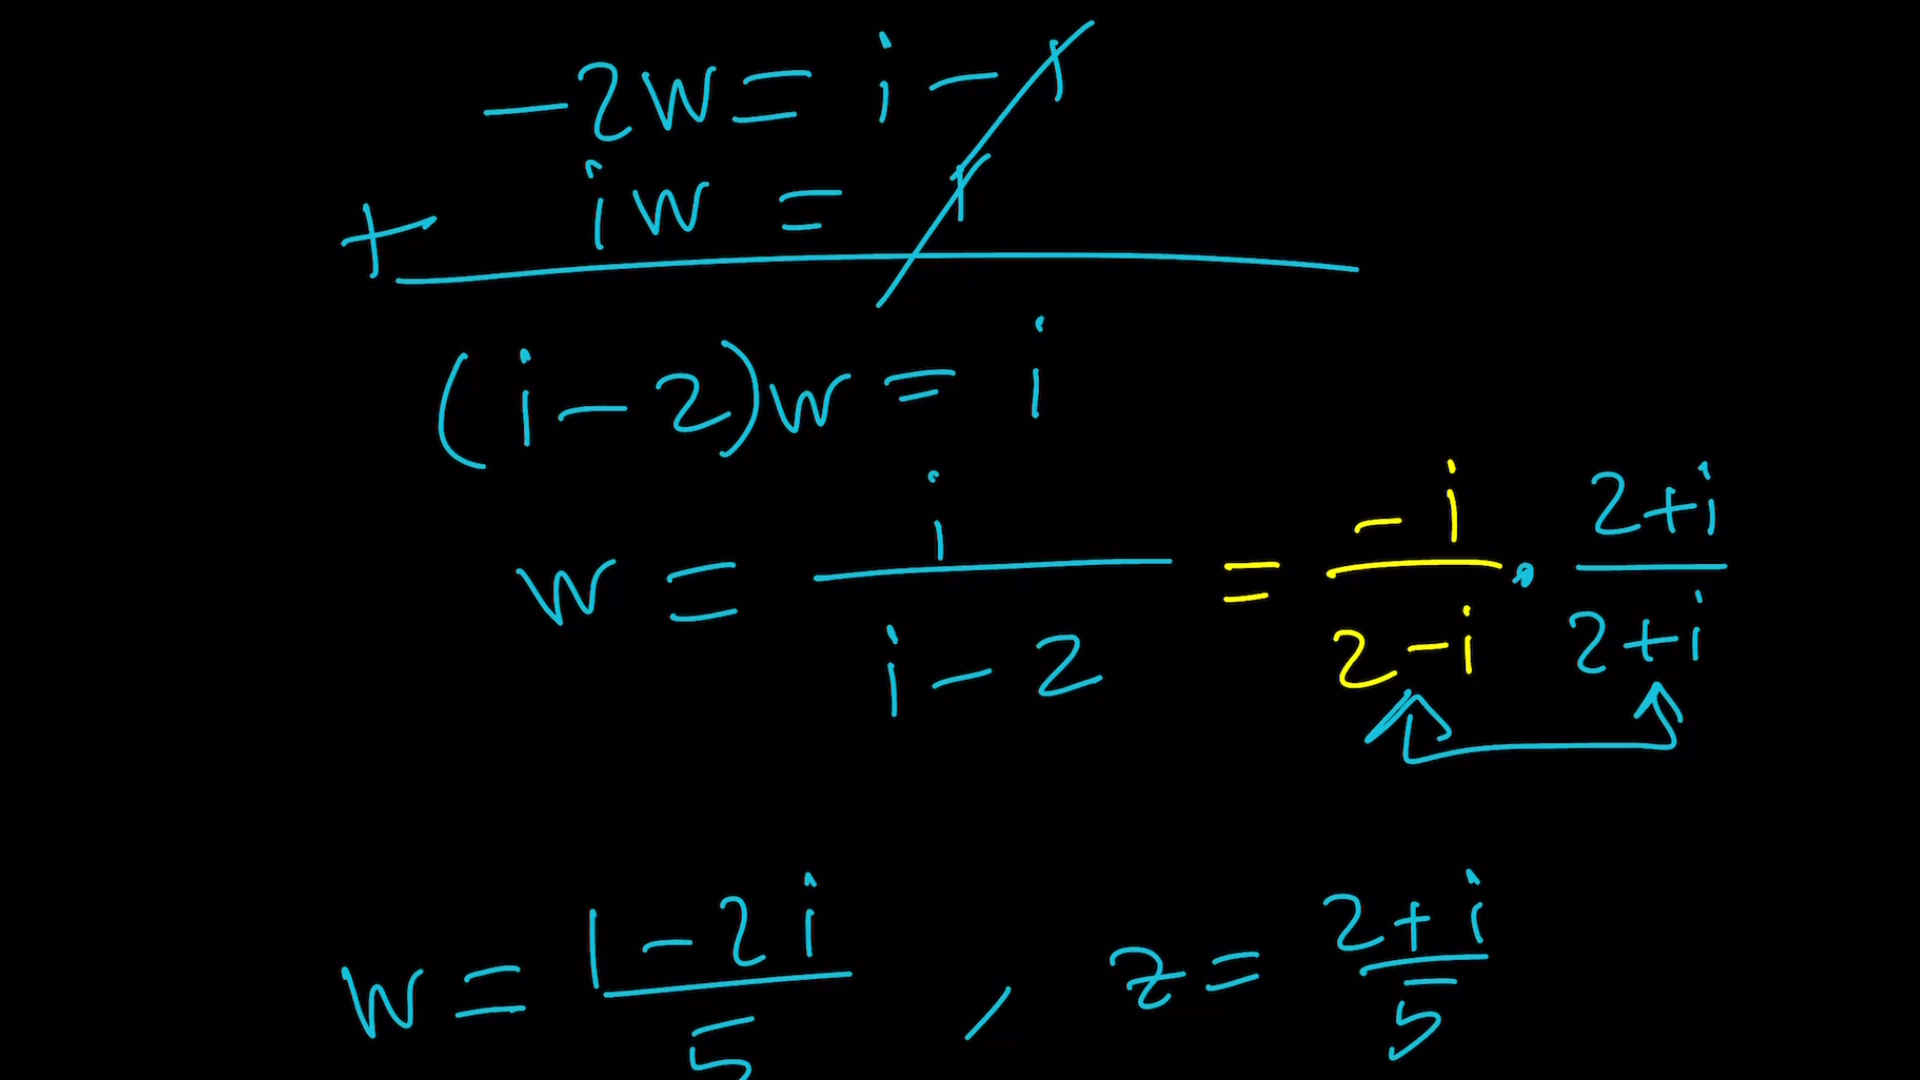 -2w = i - 1
+ iw = 1
(i-2)w = i
w = i/(i-2) = -i/(2-i) · (2+i)/(2+i)
w = (1-2i)/5 , z = (2+i)/5